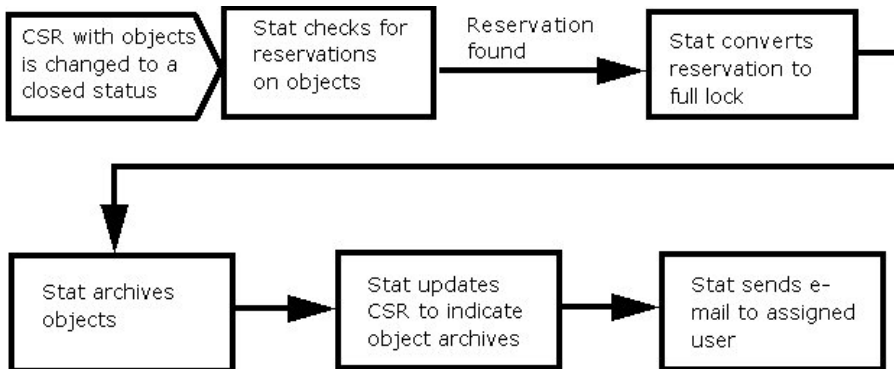 CSR with objects
is changed to a
closed status
Stat checks for
reservations
on objects
Reservation
found
Stat converts
reservation to
full lock
Stat archives
objects
Stat updates
CSR to indicate
object archives
Stat sends e-
mail to assigned
user